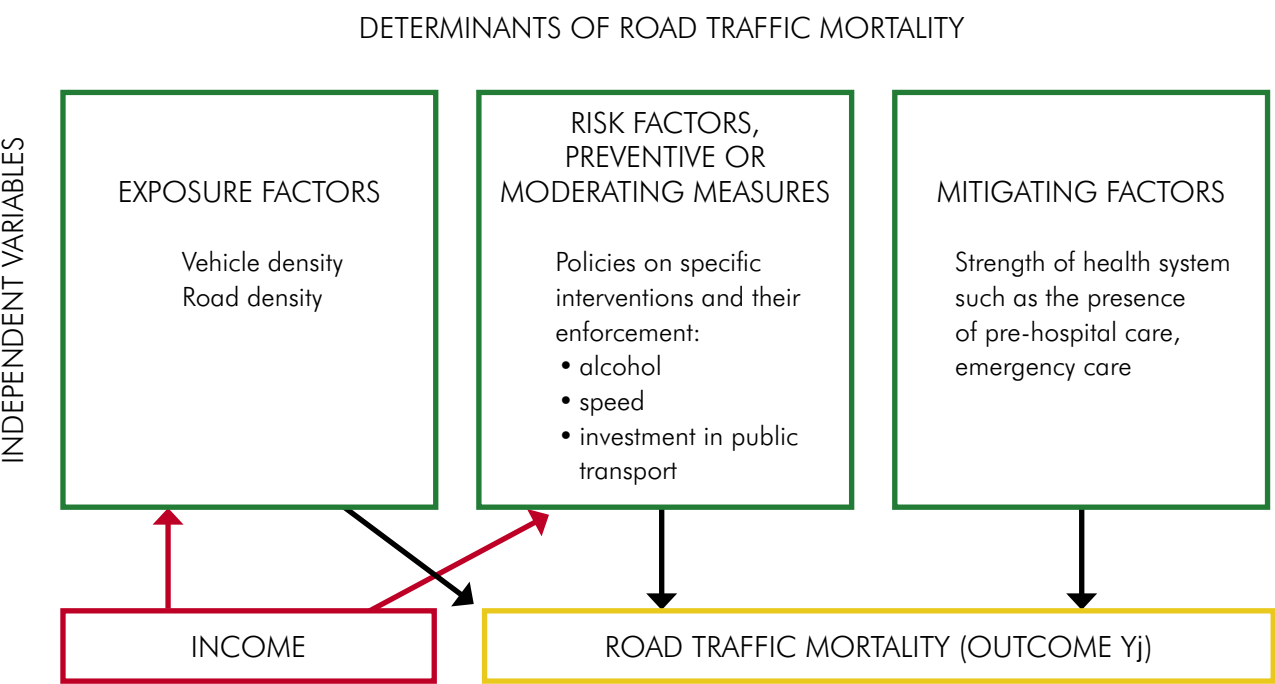 DETERMINANTS OF ROAD TRAFFIC MORTALITY
INDEPENDENT VARIABLES
EXPOSURE FACTORS
Vehicle density
Road density
RISK FACTORS,
PREVENTIVE OR
MODERATING MEASURES
Policies on specific
interventions and their
enforcement:
• alcohol
• speed
• investment in public
transport
MITIGATING FACTORS
Strength of health system
such as the presence
of pre-hospital care,
emergency care
INCOME
ROAD TRAFFIC MORTALITY (OUTCOME Yj)